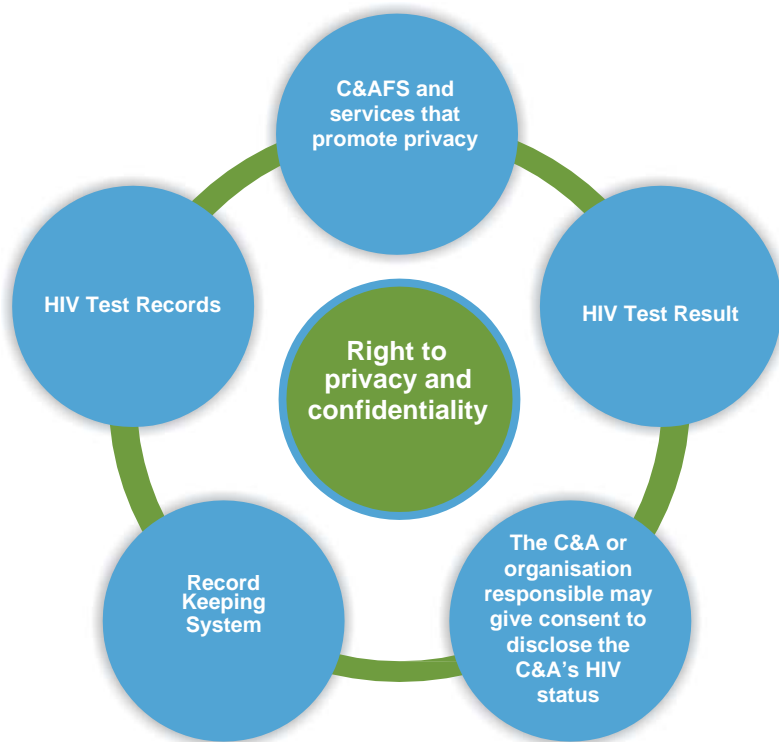 C&AFS and
services that
promote privacy
HIV Test Records
HIV Test Result
Right to
privacy and
confidentiality
Record
Keeping
System
The C&A or
organisation
responsible may
give consent to
disclose the
C&A’s HIV
status